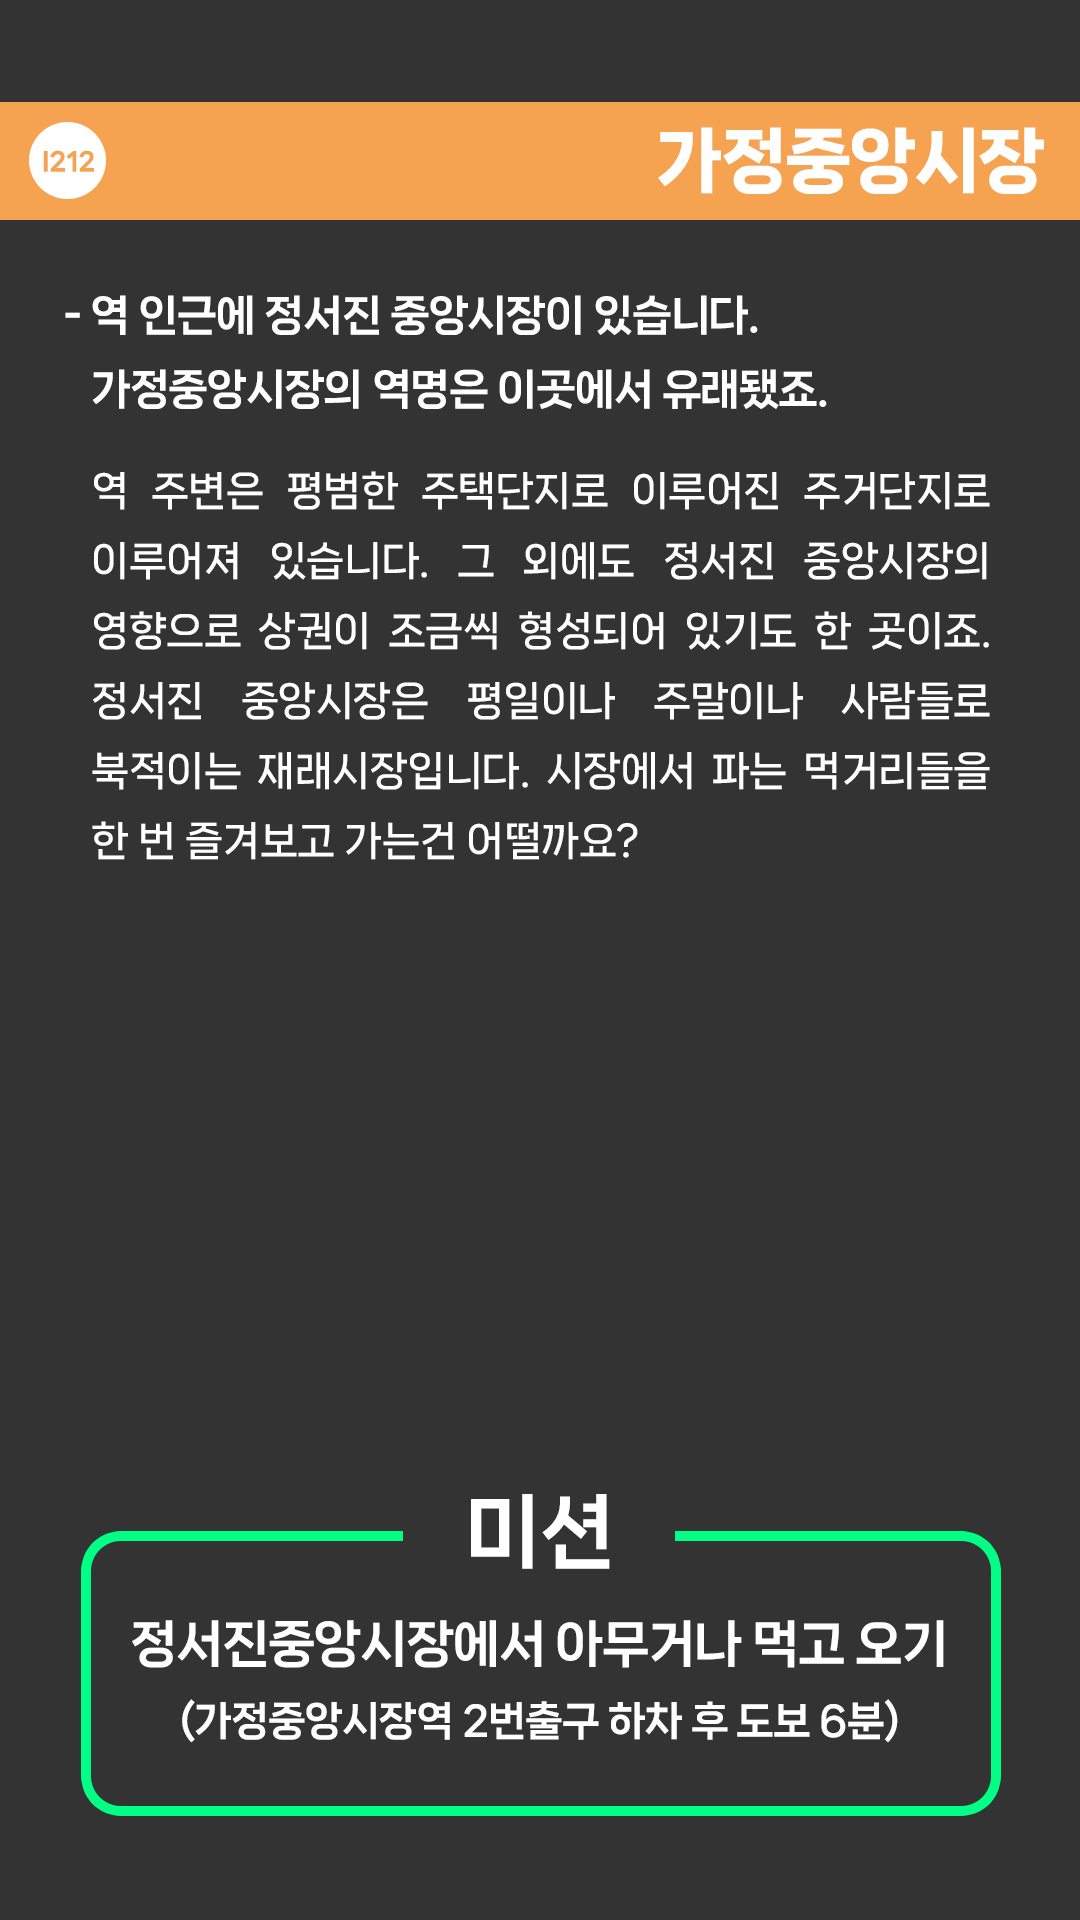 I212
가정중앙시장
- 역 인근에 정서진 중앙시장이 있습니다.
가정중앙시장의 역명은 이곳에서 유래됐죠.
역 주변은 평범한 주택단지로 이루어진 주거단지로
이루어져 있습니다. 그 외에도 정서진 중앙시장의
영향으로 상권이 조금씩 형성되어 있기도 한 곳이죠.
정서진 중앙시장은 평일이나 주말이나 사람들로
북적이는 재래시장입니다. 시장에서 파는 먹거리들을
한 번 즐겨보고 가는건 어떨까요?
미션
정서진중앙시장에서 아무거나 먹고 오기
(가정중앙시장역 2번출구 하차 후 도보 6분)